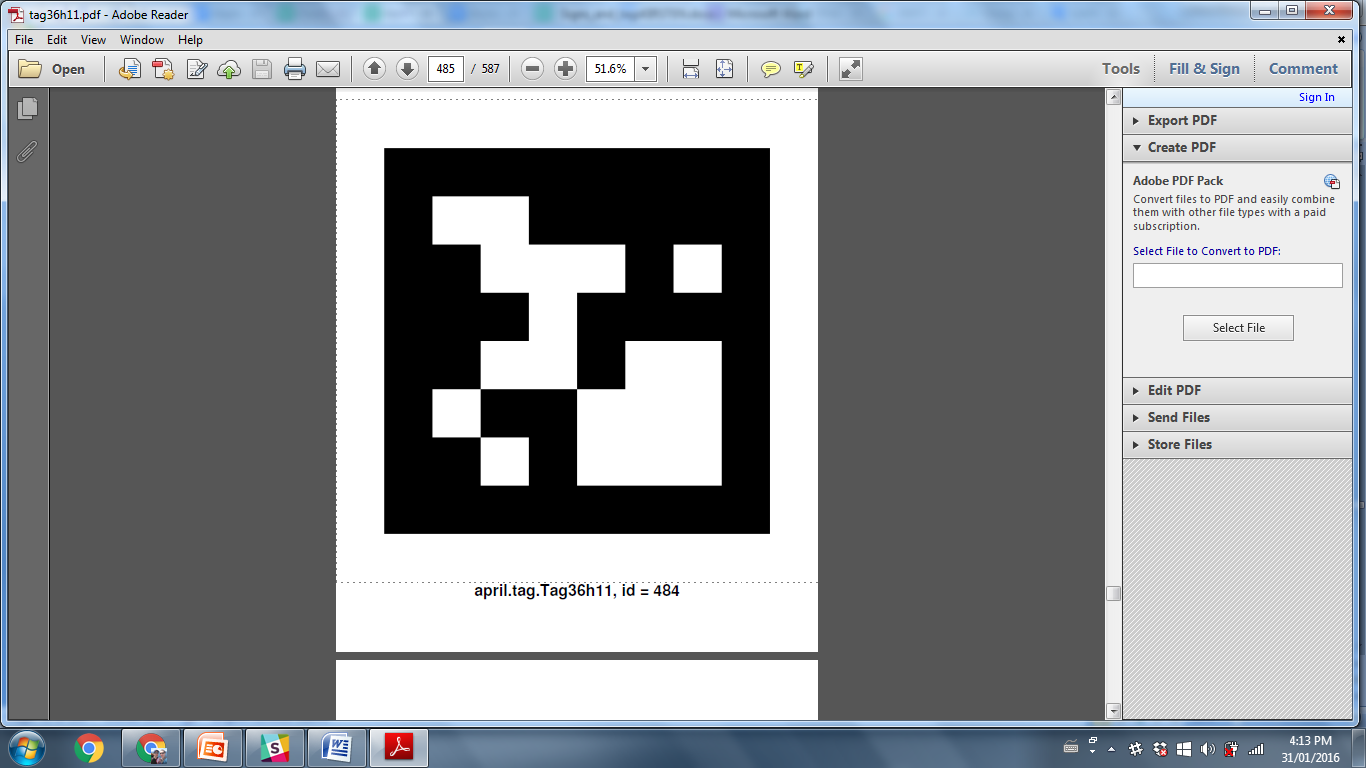 tag36h11.pdf - Adobe Reader
File Edit View Window Help
Open 485 / 587 51.6% Tools Fill & Sign Comment
Sign In
Export PDF
Create PDF
Adobe PDF Pack
Convert files to PDF and easily combine
them with other file types with a paid
subscription.
Select File to Convert to PDF:
Select File
Edit PDF
Send Files
Store Files
april.tag.Tag36h11, id = 484
4:13 PM
31/01/2016